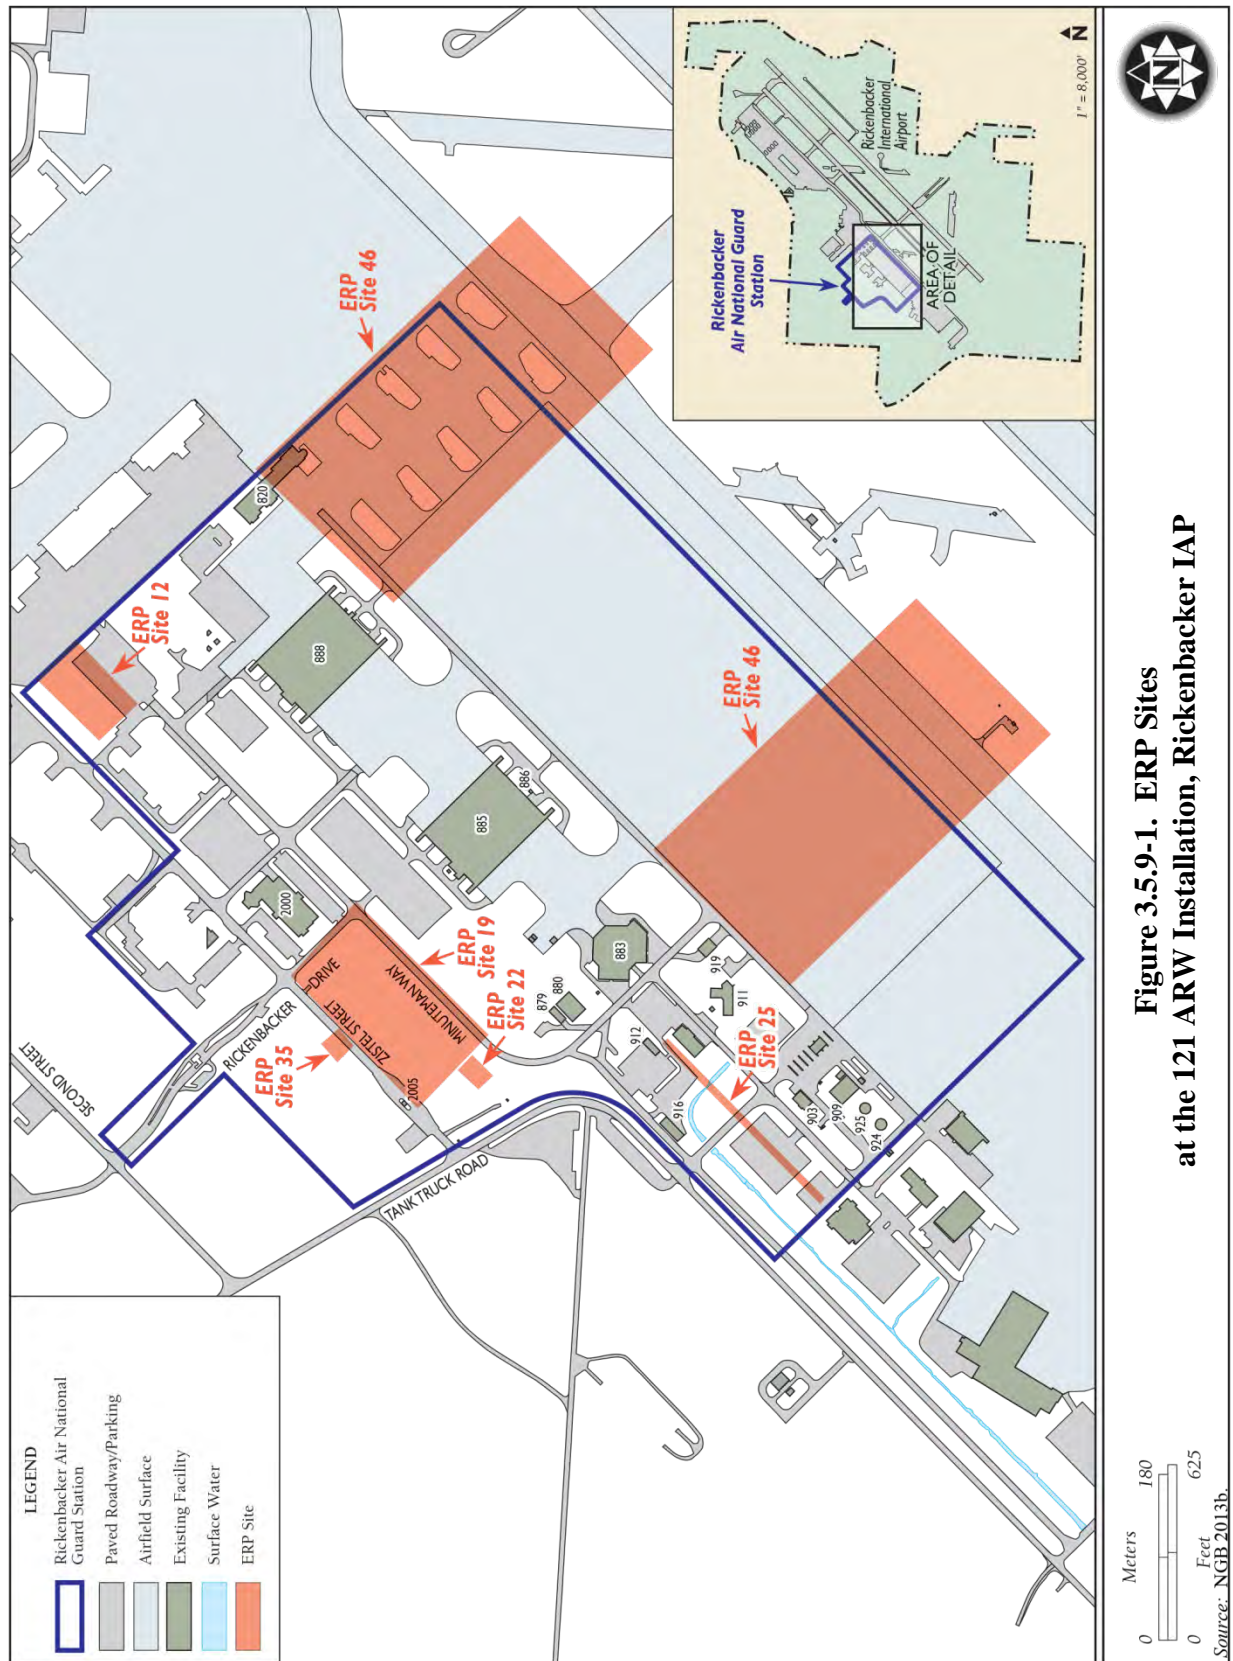 LEGEND
Rickenbacker Air National
Guard Station
Paved Roadway/Parking
Airfield Surface
Existing Facility
Surface Water
ERP Site
SECOND STREET
RICKENBACKER
DRIVE
ZISTEL STREET
MINUTEMAN WAY
TANK TRUCK ROAD
ERP
Site 12
ERP
Site 46
ERP
Site 19
ERP
Site 22
ERP
Site 35
ERP
Site 25
ERP
Site 46
820
888
885
886
2000
2005
879
880
883
919
911
912
916
903
909
925
924
Rickenbacker
Air National Guard
Station
Rickenbacker
International
Airport
AREA OF
DETAIL
N
1" = 8,000'
N
0 Meters 180
0 Feet 625
Source: NGB 2013b.
Figure 3.5.9-1. ERP Sites
at the 121 ARW Installation, Rickenbacker IAP